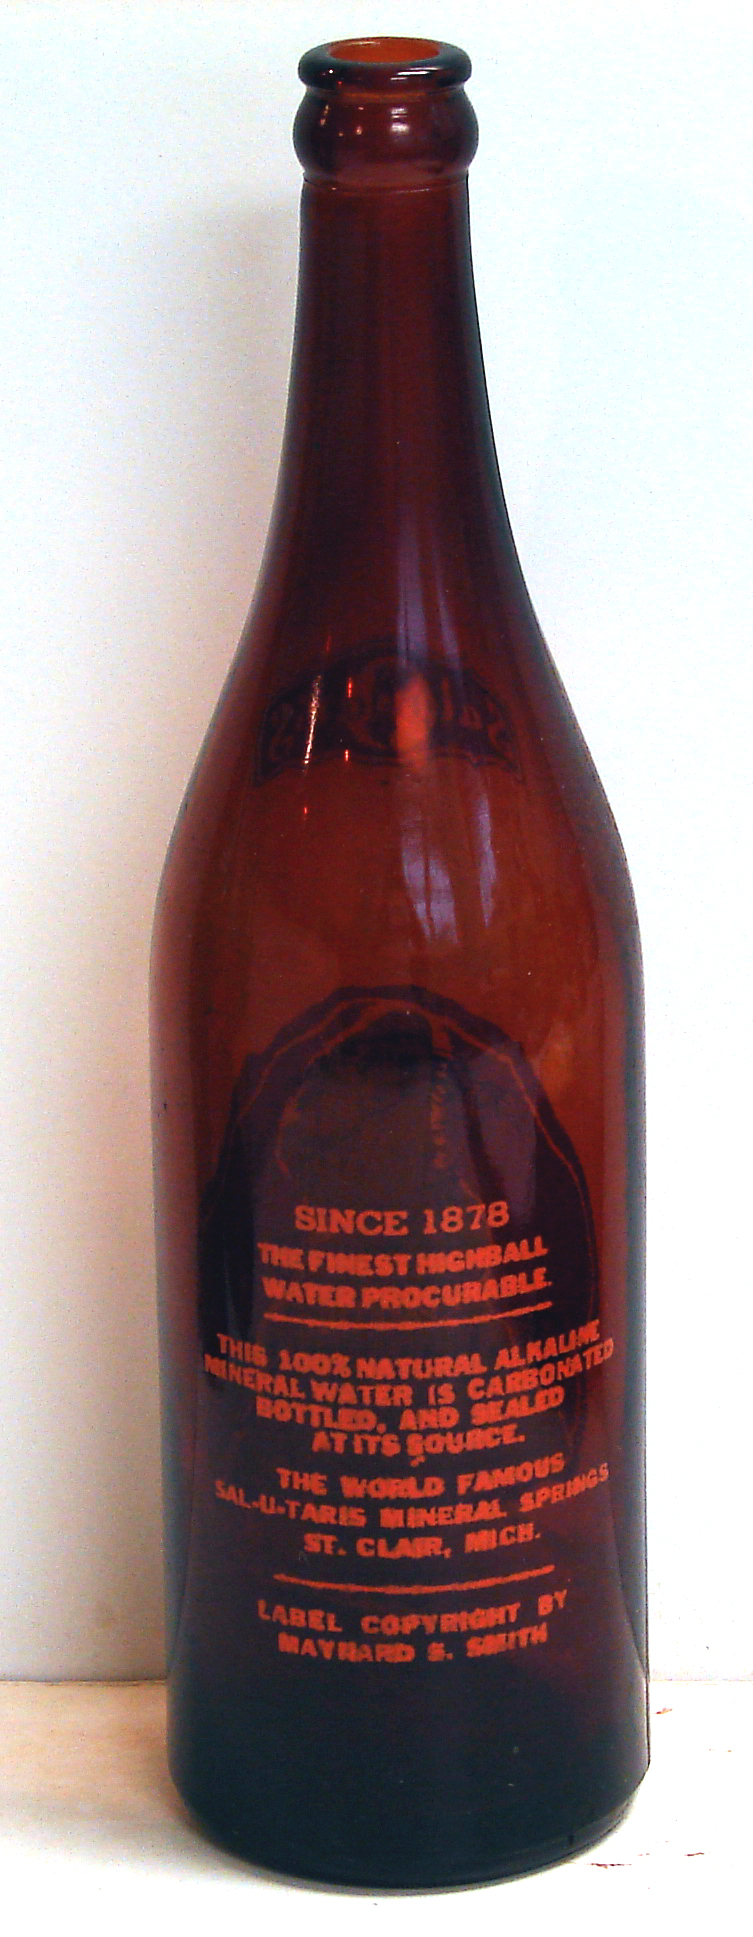 SINCE 1878
THE FINEST HIGHBALL
WATER PROCURABLE.
THIS 100% NATURAL ALKALINE
MINERAL WATER IS CARBONATED
BOTTLED, AND SEALED
AT ITS SOURCE.
THE WORLD FAMOUS
SAL-U-TARIS MINERAL SPRINGS
ST. CLAIR, MICH.
LABEL COPYRIGHT BY
MAYNARD S. SMITH